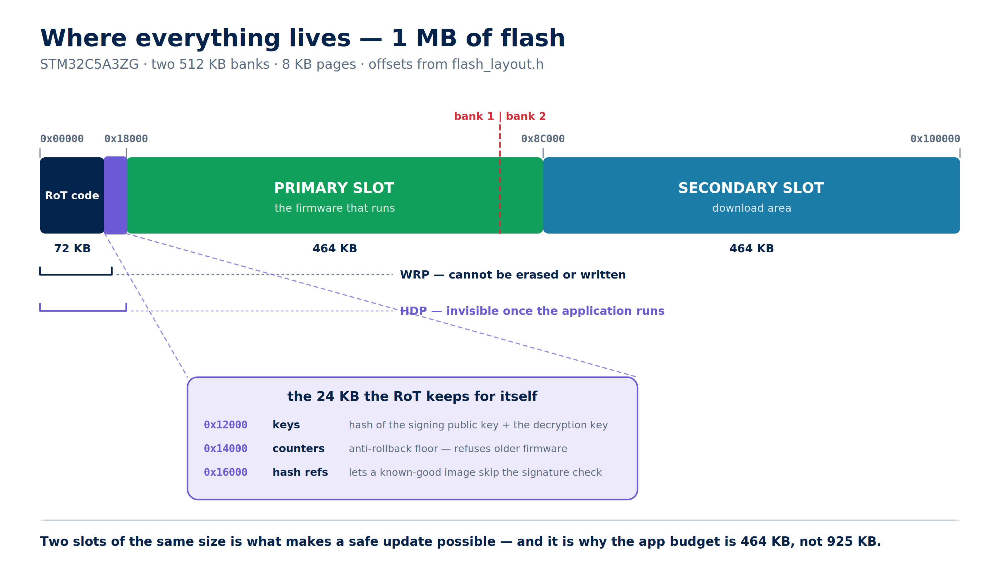 Where everything lives — 1 MB of flash
STM32C5A3ZG · two 512 KB banks · 8 KB pages · offsets from flash_layout.h
bank 1 | bank 2
0x00000 0x18000 0x8C000 0x100000
RoT code
PRIMARY SLOT
the firmware that runs
SECONDARY SLOT
download area
72 KB 464 KB 464 KB
WRP — cannot be erased or written
HDP — invisible once the application runs
the 24 KB the RoT keeps for itself
0x12000 keys hash of the signing public key + the decryption key
0x14000 counters anti-rollback floor — refuses older firmware
0x16000 hash refs lets a known-good image skip the signature check
Two slots of the same size is what makes a safe update possible — and it is why the app budget is 464 KB, not 925 KB.